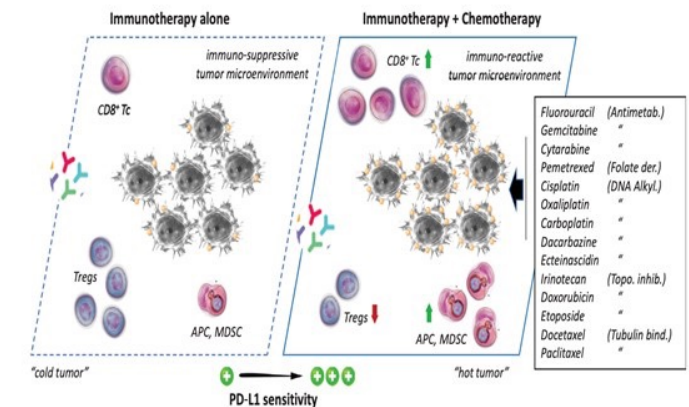 Immunotherapy alone
immuno-suppressive
tumor microenvironment
CD8⁺ Tc
Tregs
APC, MDSC
"cold tumor"
Immunotherapy + Chemotherapy
CD8⁺ Tc
immuno-reactive
tumor microenvironment
Tregs
APC, MDSC
"hot tumor"
PD-L1 sensitivity
Fluorouracil (Antimetab.)
Gemcitabine "
Cytarabine "
Pemetrexed (Folate der.)
Cisplatin (DNA Alkyl.)
Oxaliplatin "
Carboplatin "
Dacarbazine "
Ecteinascidin "
Irinotecan (Topo. inhib.)
Doxorubicin "
Etoposide "
Docetaxel (Tubulin bind.)
Paclitaxel "